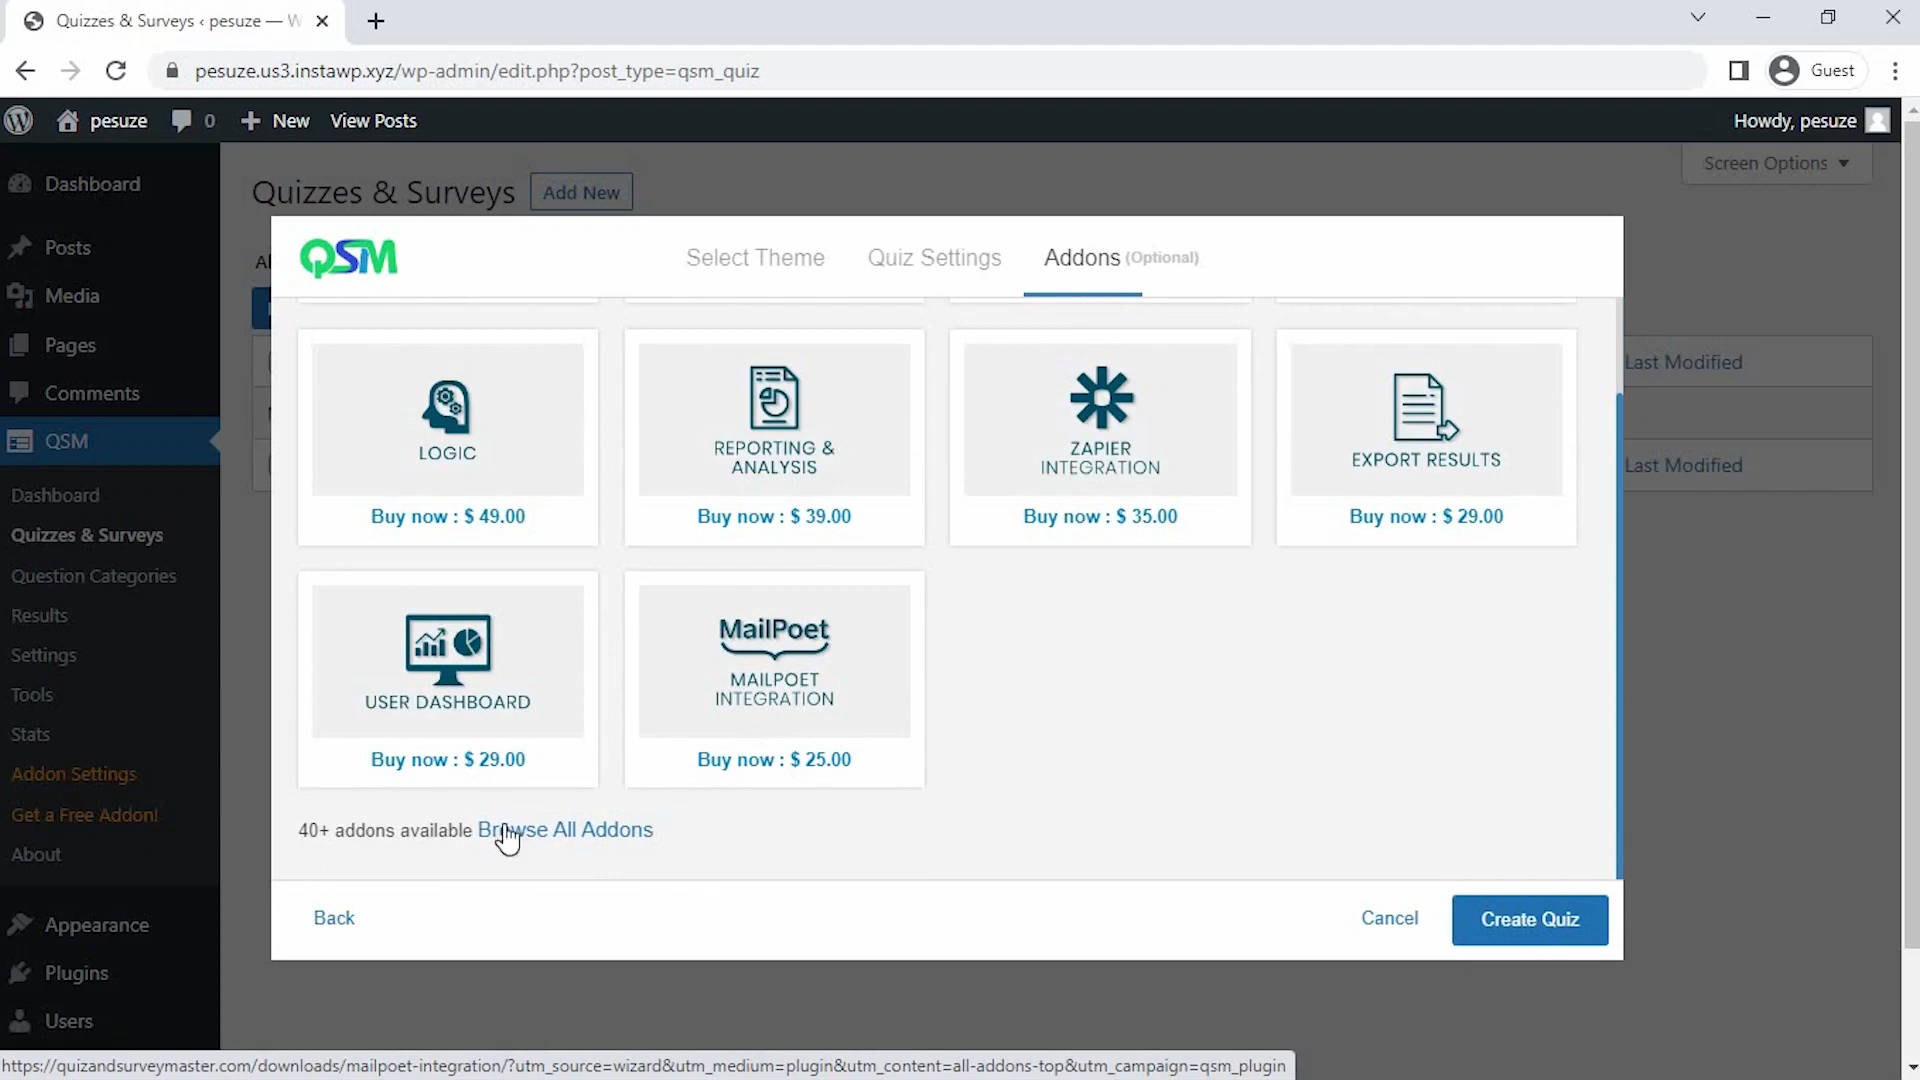 Quizzes & Surveys ‹ pesuze — W
pesuze.us3.instawp.xyz/wp-admin/edit.php?post_type=qsm_quiz
Guest
pesuze
0
New
View Posts
Howdy, pesuze
Screen Options
Dashboard
Posts
Media
Pages
Comments
QSM
Dashboard
Quizzes & Surveys
Question Categories
Results
Settings
Tools
Stats
Addon Settings
Get a Free Addon!
About
Appearance
Plugins
Users
Quizzes & Surveys
Add New
Last Modified
Last Modified
QSM
Select Theme
Quiz Settings
Addons (Optional)
LOGIC
Buy now : $ 49.00
REPORTING &
ANALYSIS
Buy now : $ 39.00
ZAPIER
INTEGRATION
Buy now : $ 35.00
EXPORT RESULTS
Buy now : $ 29.00
USER DASHBOARD
Buy now : $ 29.00
MailPoet
MAILPOET
INTEGRATION
Buy now : $ 25.00
40+ addons available Browse All Addons
Back
Cancel
Create Quiz
https://quizandsurveymaster.com/downloads/mailpoet-integration/?utm_source=wizard&utm_medium=plugin&utm_content=all-addons-top&utm_campaign=qsm_plugin